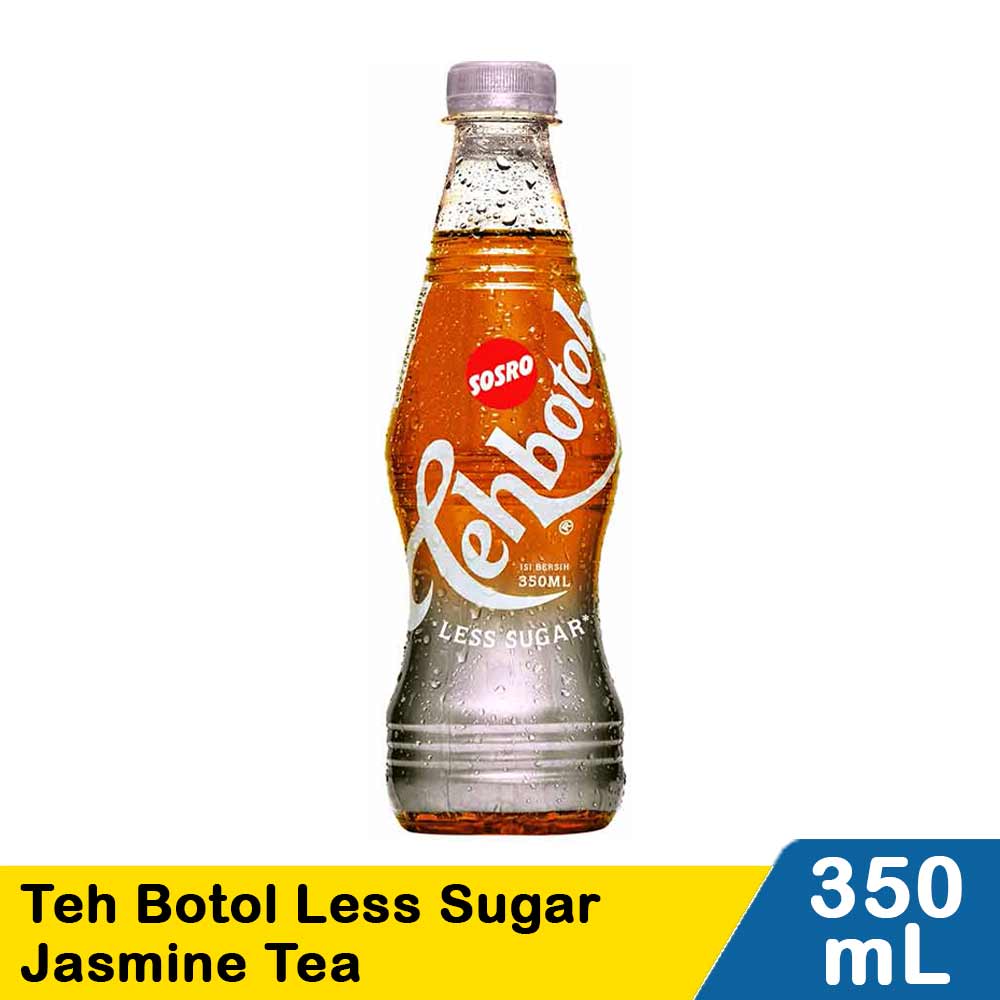 SOSRO
Tehbotol
ISI BERSIH
350ML
*LESS SUGAR*
Teh Botol Less Sugar
Jasmine Tea
350
mL